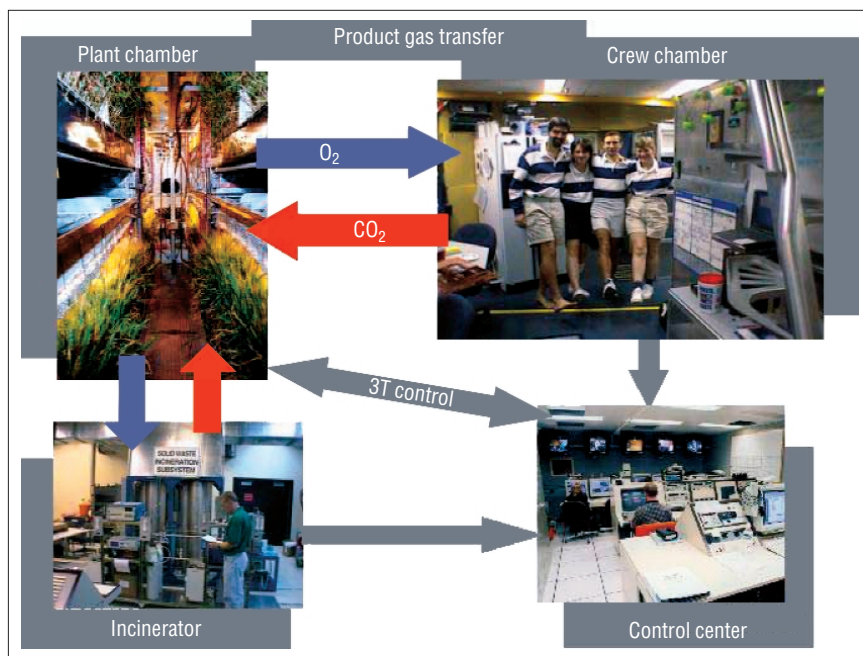 Product gas transfer
Plant chamber
Crew chamber
O₂
CO₂
3T control
SOLID WASTE
INCINERATION
SUBSYSTEM
Incinerator
Control center